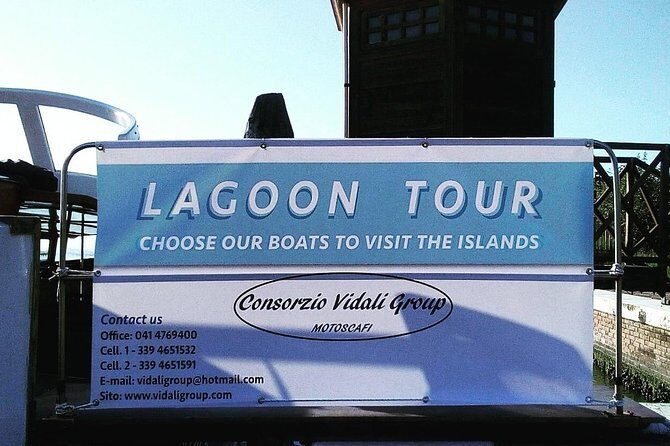 LAGOON TOUR
CHOOSE OUR BOATS TO VISIT THE ISLANDS
Consorzio Vidali Group
MOTOSCAFI
Contact us
Office: 041 4769400
Cell. 1 - 339 4651532
Cell. 2 - 339 4651591
E-mail: vidaligroup@hotmail.com
Sito: www.vidaligroup.com